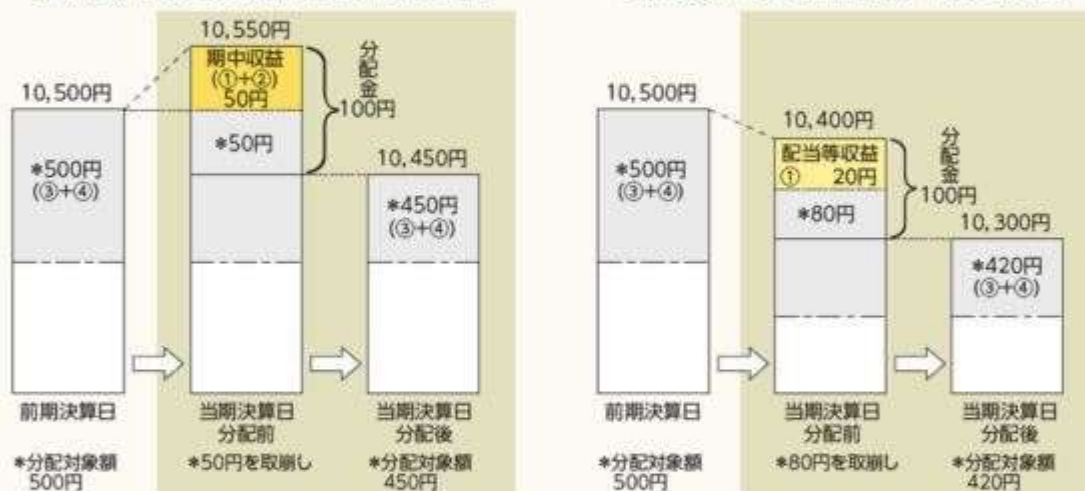 10,550円
期中収益
(①+②)
50円
分配金
100円
10,500円
*500円
(③+④)
*50円
10,450円
*450円
(③+④)
前期決算日
当期決算日
分配前
当期決算日
分配後
*分配対象額
500円
*50円を取崩し
*分配対象額
450円
10,500円
*500円
(③+④)
10,400円
配当等収益
① 20円
*80円
分配金
100円
10,300円
*420円
(③+④)
前期決算日
当期決算日
分配前
当期決算日
分配後
*分配対象額
500円
*80円を取崩し
*分配対象額
420円